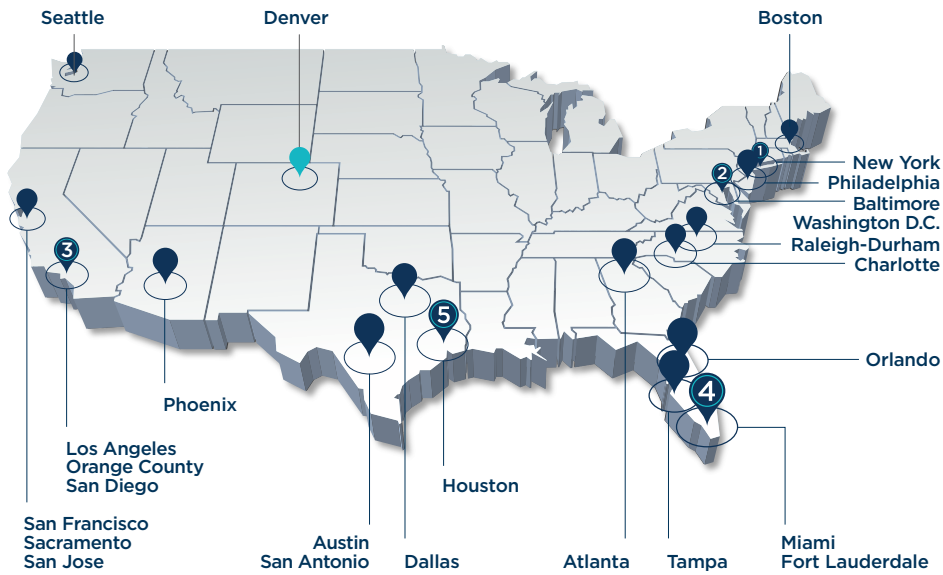 Seattle
Denver
Boston
1
New York
2
Philadelphia
Baltimore
Washington D.C.
Raleigh-Durham
Charlotte
3
5
Orlando
4
Phoenix
Los Angeles
Orange County
San Diego
Houston
San Francisco
Sacramento
San Jose
Austin
San Antonio
Dallas
Atlanta
Tampa
Miami
Fort Lauderdale